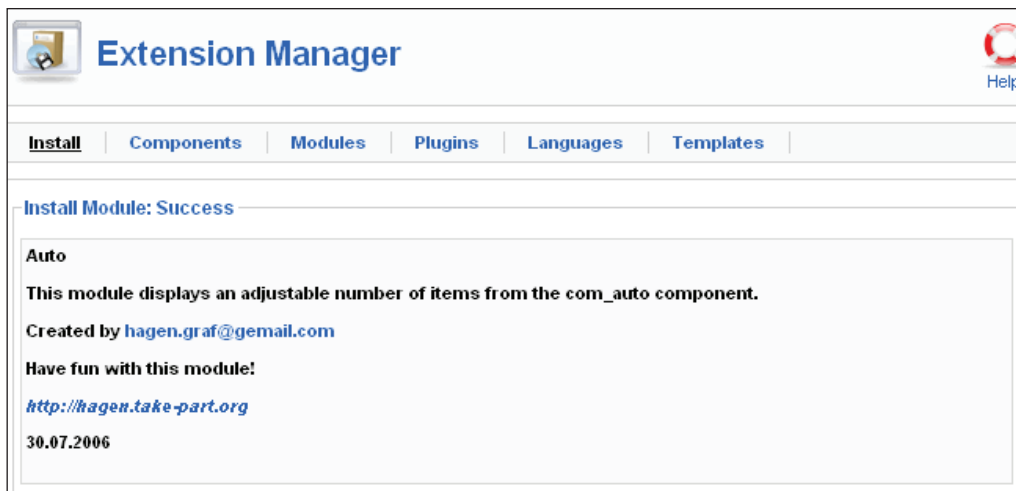 Extension Manager
Help
Install Components Modules Plugins Languages Templates
Install Module: Success
Auto
This module displays an adjustable number of items from the com_auto component.
Created by hagen.graf@gemail.com
Have fun with this module!
http://hagen.take-part.org
30.07.2006